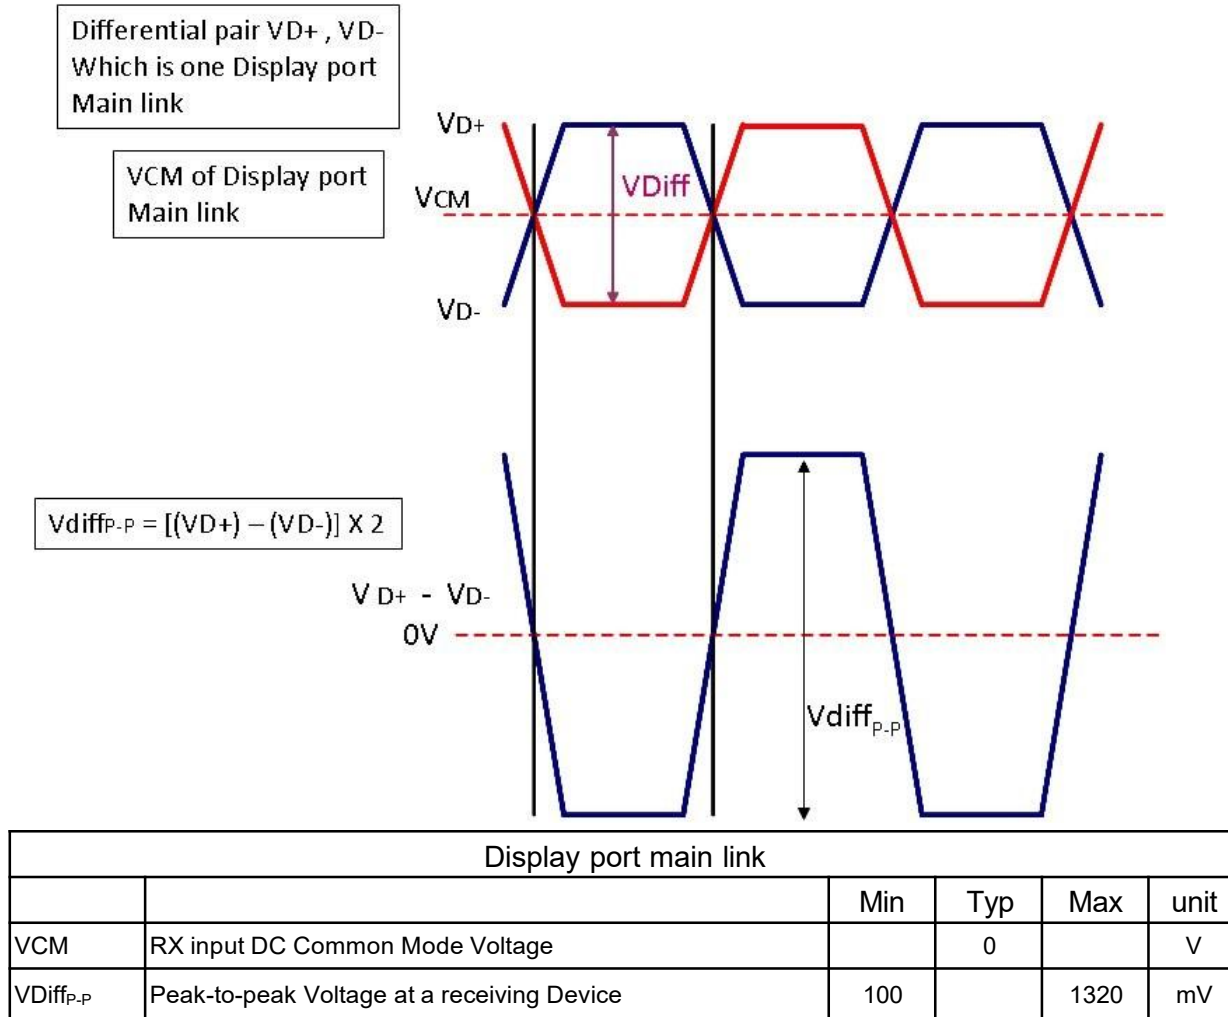 Differential pair VD+ , VD-
Which is one Display port
Main link
VD+
VCM of Display port
Main link
VDiff
VCM
VD-
VdiffP-P = [(VD+) – (VD-)] X 2
V D+ - VD-
0V
VdiffP-P
Display port main link
Min Typ Max unit
VCM RX input DC Common Mode Voltage 0 V
VDiffP-P Peak-to-peak Voltage at a receiving Device 100 1320 mV